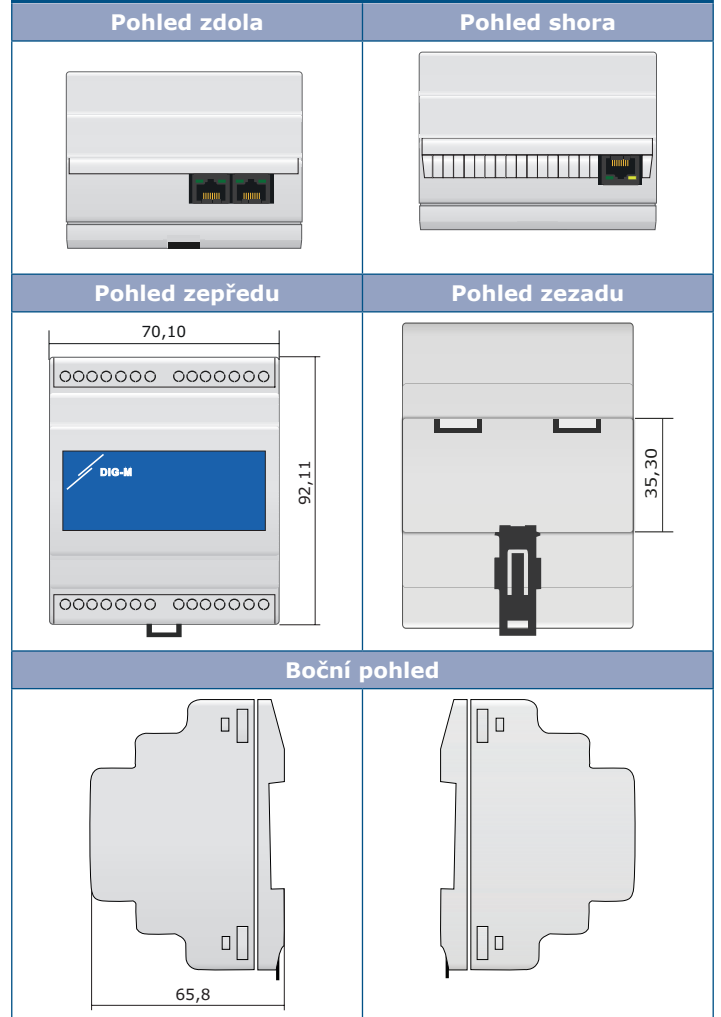 Pohled zdola
Pohled shora
Pohled zepředu
Pohled zezadu
70,10
DIG-M
92,11
35,30
Boční pohled
65,8